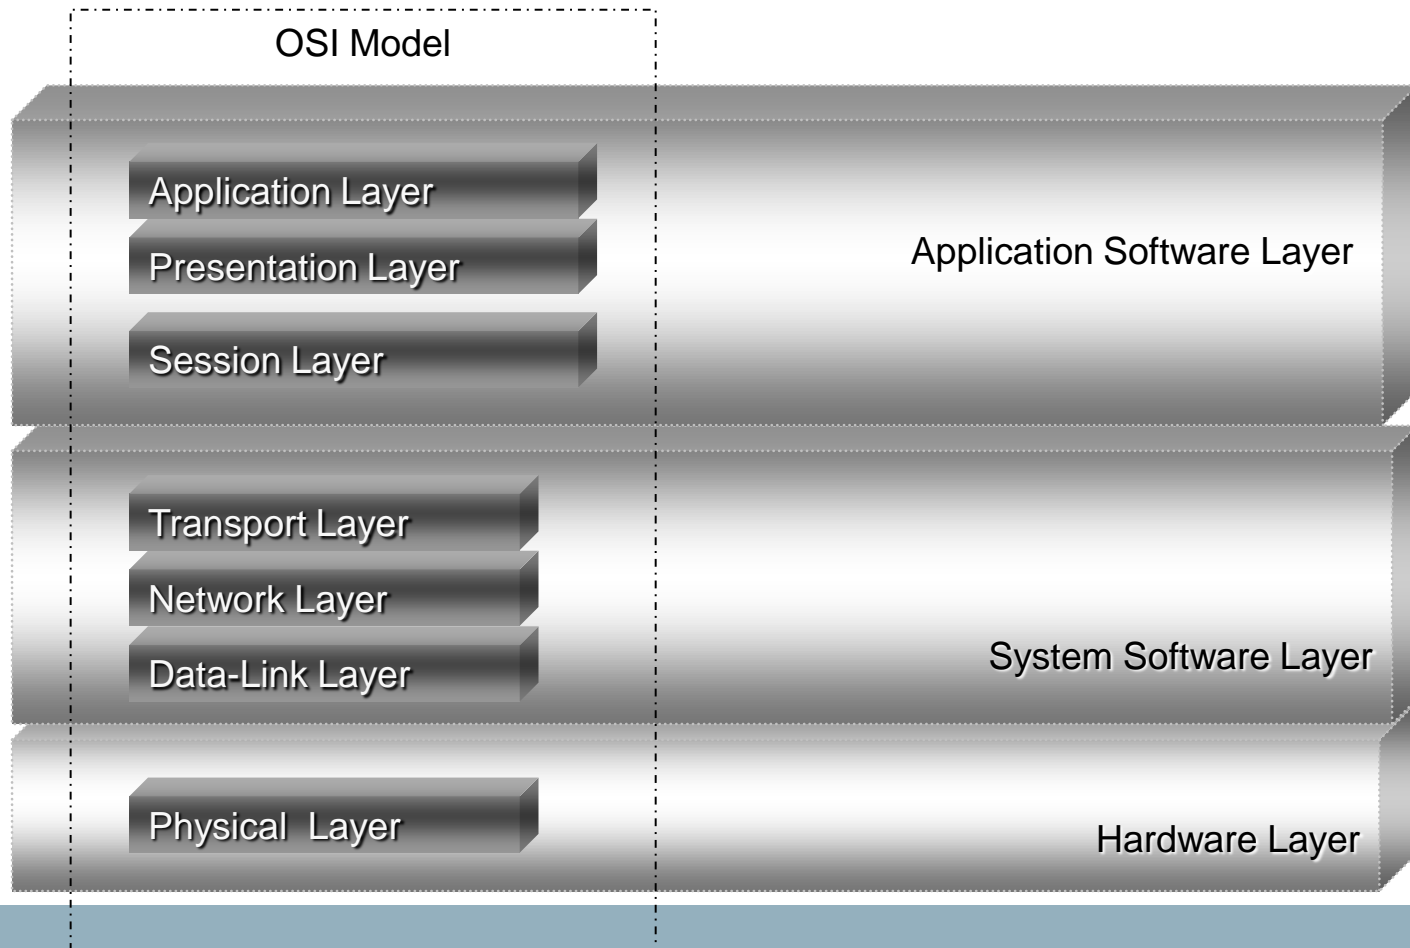 OSI Model
Application Layer
Presentation Layer
Application Software Layer
Session Layer
Transport Layer
Network Layer
Data-Link Layer
System Software Layer
Physical Layer
Hardware Layer